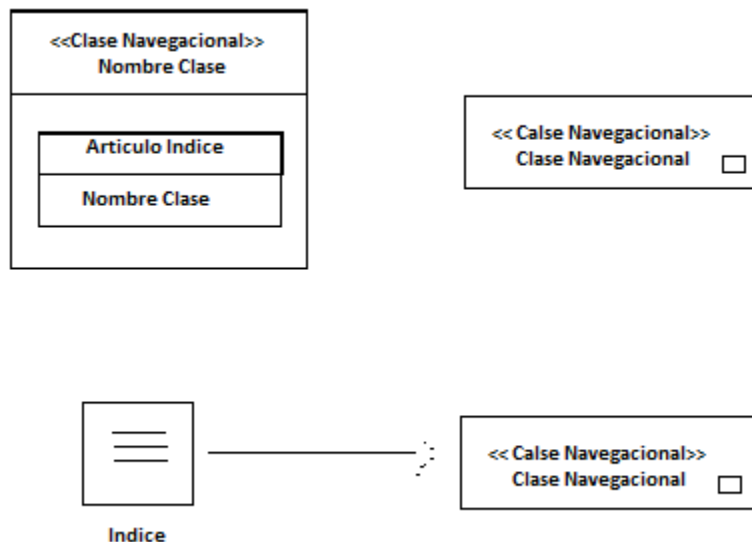 <<Clase Navegacional>>
Nombre Clase
Articulo Indice
Nombre Clase
<< Calse Navegacional>>
Clase Navegacional
Indice
<< Calse Navegacional>>
Clase Navegacional